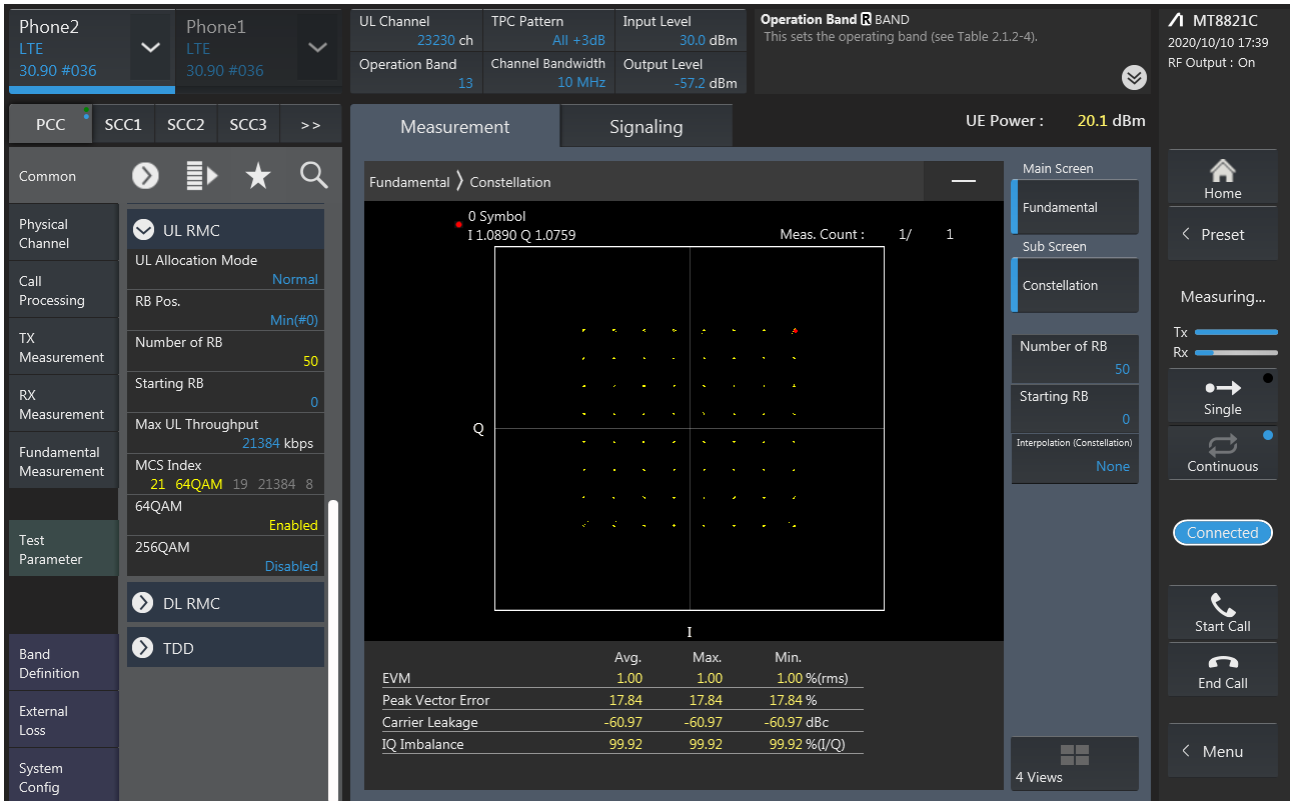 Phone2
LTE
30.90 #036
Phone1
LTE
30.90 #036
UL Channel
23230 ch
TPC Pattern
All +3dB
Input Level
30.0 dBm
Operation Band
13
Channel Bandwidth
10 MHz
Output Level
-57.2 dBm
Operation Band R BAND
This sets the operating band (see Table 2.1.2-4).
MT8821C
2020/10/10 17:39
RF Output : On
PCC
SCC1
SCC2
SCC3
>>
Measurement
Signaling
UE Power : 20.1 dBm
Common
Physical
Channel
Call
Processing
TX
Measurement
RX
Measurement
Fundamental
Measurement
Test
Parameter
Band
Definition
External
Loss
System
Config
UL RMC
UL Allocation Mode
Normal
RB Pos.
Min(#0)
Number of RB
50
Starting RB
0
Max UL Throughput
21384 kbps
MCS Index
21 64QAM 19 21384 8
64QAM
Enabled
256QAM
Disabled
DL RMC
TDD
Fundamental 〉 Constellation
0 Symbol
I 1.0890 Q 1.0759
Meas. Count : 1/ 1
Q
I
Avg. Max. Min.
EVM 1.00 1.00 1.00 %(rms)
Peak Vector Error 17.84 17.84 17.84 %
Carrier Leakage -60.97 -60.97 -60.97 dBc
IQ Imbalance 99.92 99.92 99.92 %(I/Q)
Main Screen
Fundamental
Sub Screen
Constellation
Number of RB
50
Starting RB
0
Interpolation (Constellation)
None
4 Views
Home
< Preset
Measuring...
Tx
Rx
Single
Continuous
Connected
Start Call
End Call
< Menu